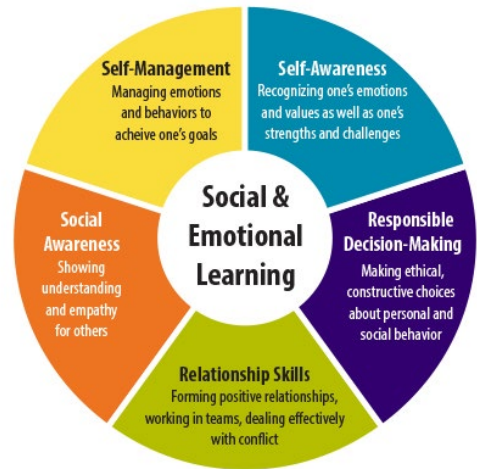 Self-Management
Managing emotions
and behaviors to
acheive one's goals
Self-Awareness
Recognizing one's emotions
and values as well as one's
strengths and challenges
Social
Awareness
Showing
understanding
and empathy
for others
Social &
Emotional
Learning
Responsible
Decision-Making
Making ethical,
constructive choices
about personal and
social behavior
Relationship Skills
Forming positive relationships,
working in teams, dealing effectively
with conflict